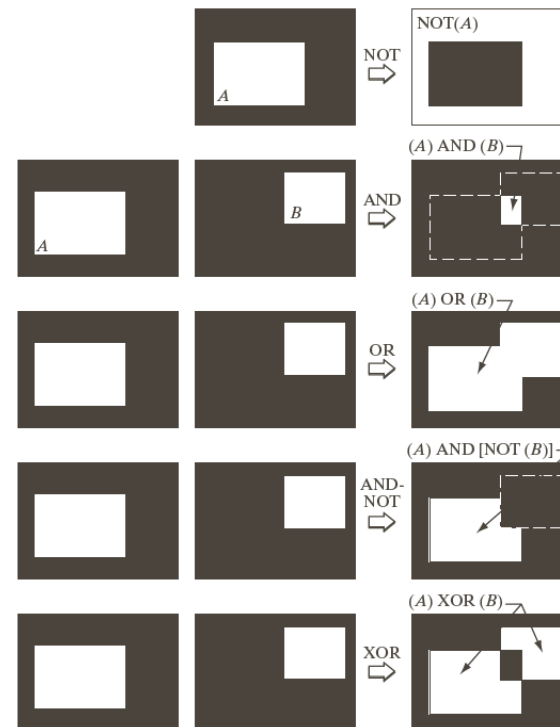 NOT(A)
NOT
A
(A) AND (B)
AND
B
A
(A) OR (B)
OR
(A) AND [NOT (B)]
AND-
NOT
(A) XOR (B)
XOR